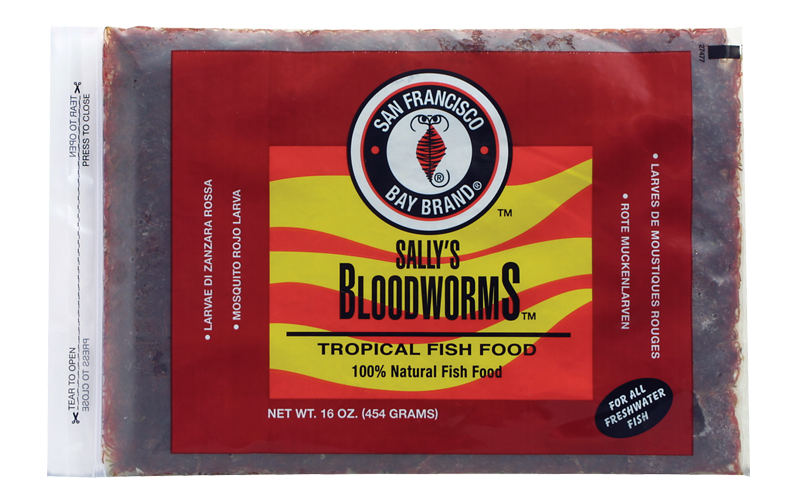 TEAR TO OPEN
PRESS TO CLOSE
TEAR TO OPEN
PRESS TO CLOSE
37477
SAN FRANCISCO
®
BAY BRAND®
TM
• LARVAE DI ZANZARA ROSSA
• MOSQUITO ROJO LARVA
SALLY'S
BLOODWORMS™
TROPICAL FISH FOOD
100% Natural Fish Food
NET WT. 16 OZ. (454 GRAMS)
• LARVES DE MOUSTIQUES ROUGES
• ROTE MUCKENLARVEN
FOR ALL
FRESHWATER
FISH